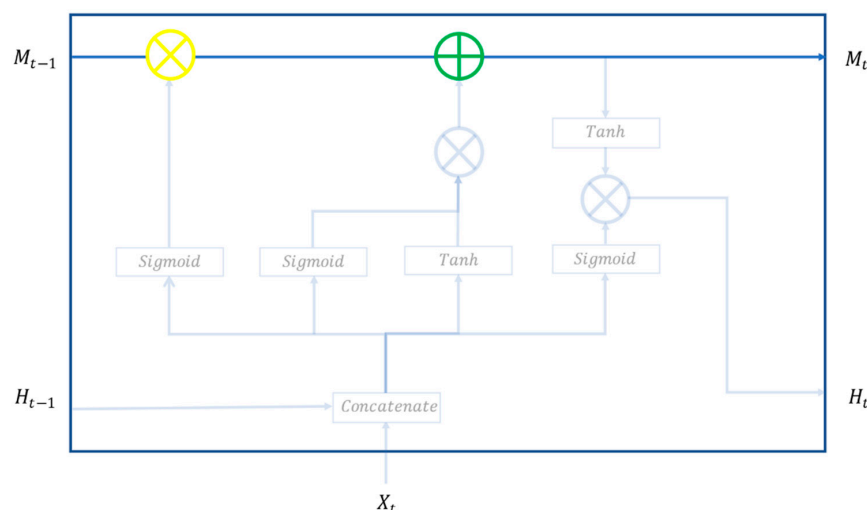 M_{t-1}
M_t
Tanh
Sigmoid Sigmoid Tanh Sigmoid
H_{t-1}
H_t
Concatenate
X_t